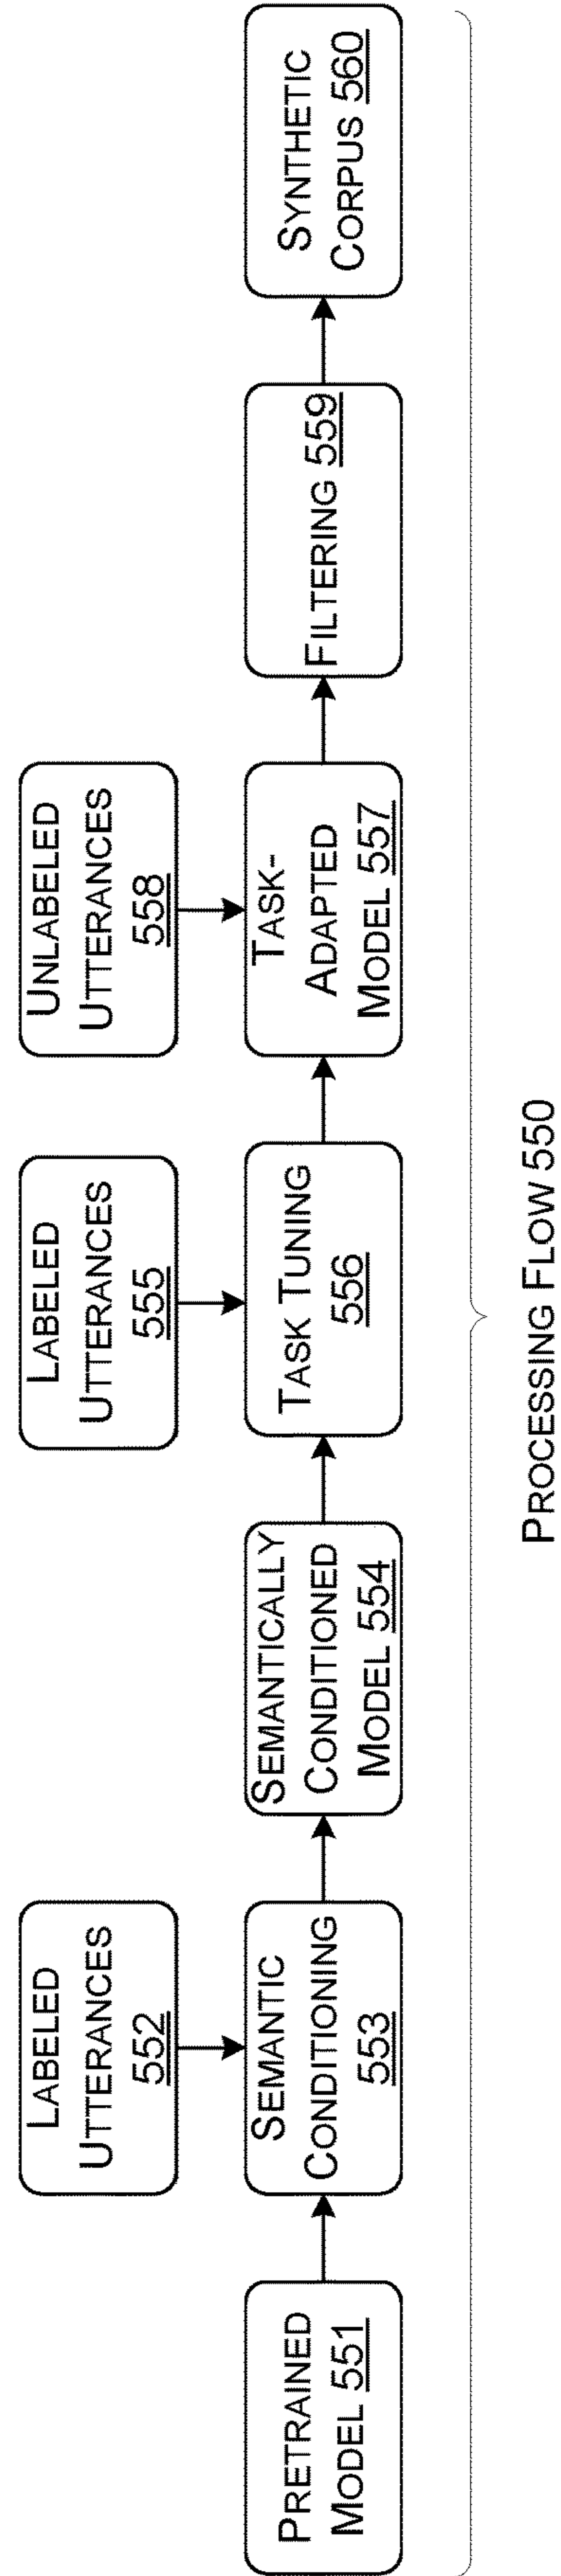 LABELED
UTTERANCES
552
LABELED
UTTERANCES
555
UNLABELED
UTTERANCES
558
PRETRAINED
MODEL 551
SEMANTIC
CONDITIONING
553
SEMANTICALLY
CONDITIONED
MODEL 554
TASK TUNING
556
TASK-
ADAPTED
MODEL 557
FILTERING 559
SYNTHETIC
CORPUS 560
PROCESSING FLOW 550